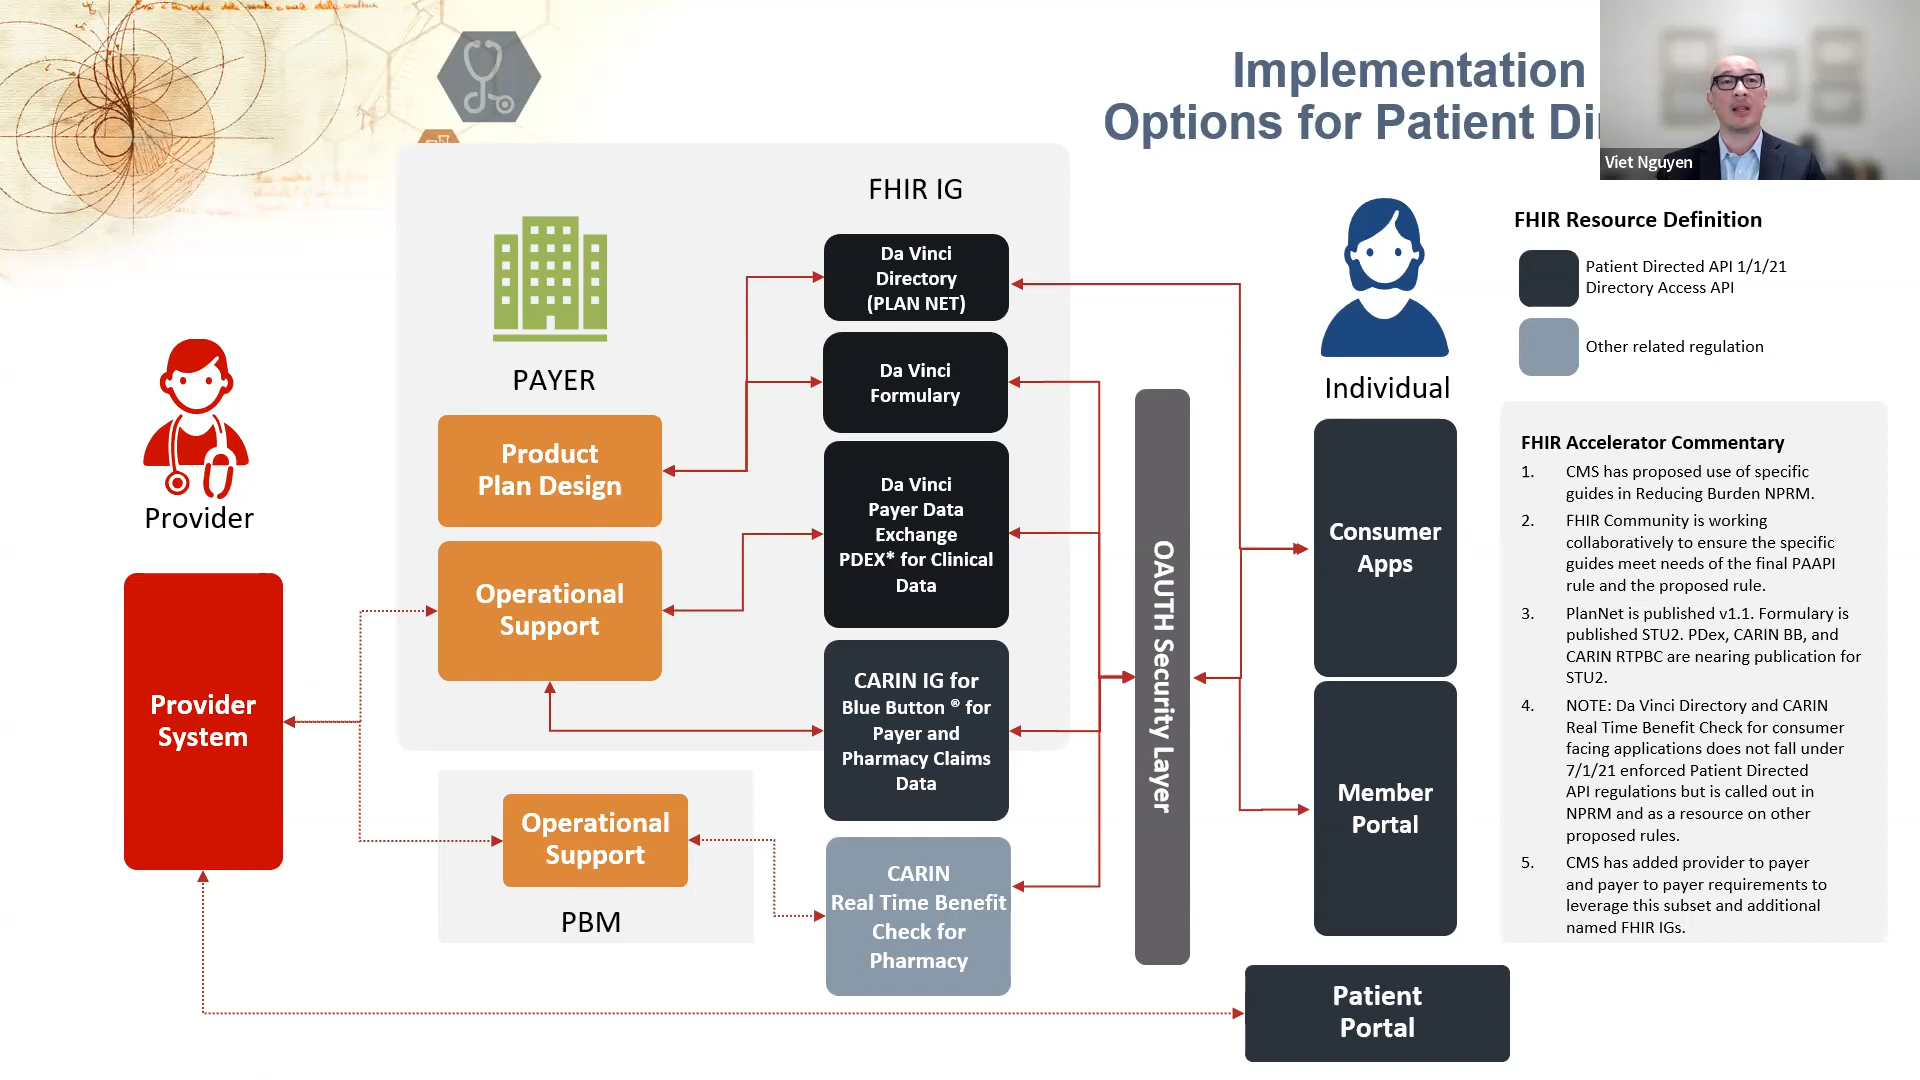 Implementation
Options for Patient
Viet Nguyen
FHIR IG
PAYER
Da Vinci
Directory
(PLAN NET)
Da Vinci
Formulary
Da Vinci
Payer Data
Exchange
PDEX* for Clinical
Data
CARIN IG for
Blue Button ® for
Payer and
Pharmacy Claims
Data
CARIN
Real Time Benefit
Check for
Pharmacy
Product
Plan Design
Operational
Support
Operational
Support
PBM
Provider
Provider
System
OAUTH Security Layer
Individual
Consumer
Apps
Member
Portal
Patient
Portal
FHIR Resource Definition
Patient Directed API 1/1/21
Directory Access API
Other related regulation
FHIR Accelerator Commentary
1. CMS has proposed use of specific
guides in Reducing Burden NPRM.
2. FHIR Community is working
collaboratively to ensure the specific
guides meet needs of the final PAAPI
rule and the proposed rule.
3. PlanNet is published v1.1. Formulary is
published STU2. PDex, CARIN BB, and
CARIN RTPBC are nearing publication for
STU2.
4. NOTE: Da Vinci Directory and CARIN
Real Time Benefit Check for consumer
facing applications does not fall under
7/1/21 enforced Patient Directed
API regulations but is called out in
NPRM and as a resource on other
proposed rules.
5. CMS has added provider to payer
and payer to payer requirements to
leverage this subset and additional
named FHIR IGs.